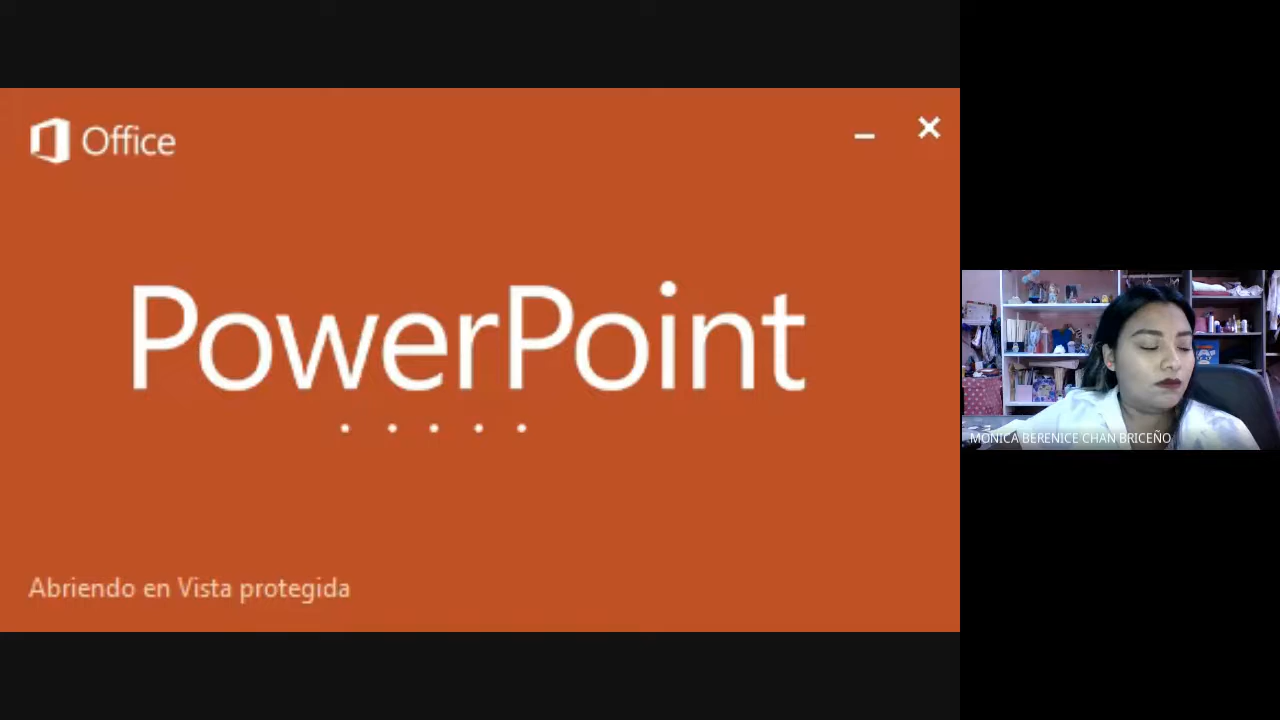 Office
PowerPoint
Abriendo en Vista protegida
MONICA BERENICE CHAN BRICEÑO